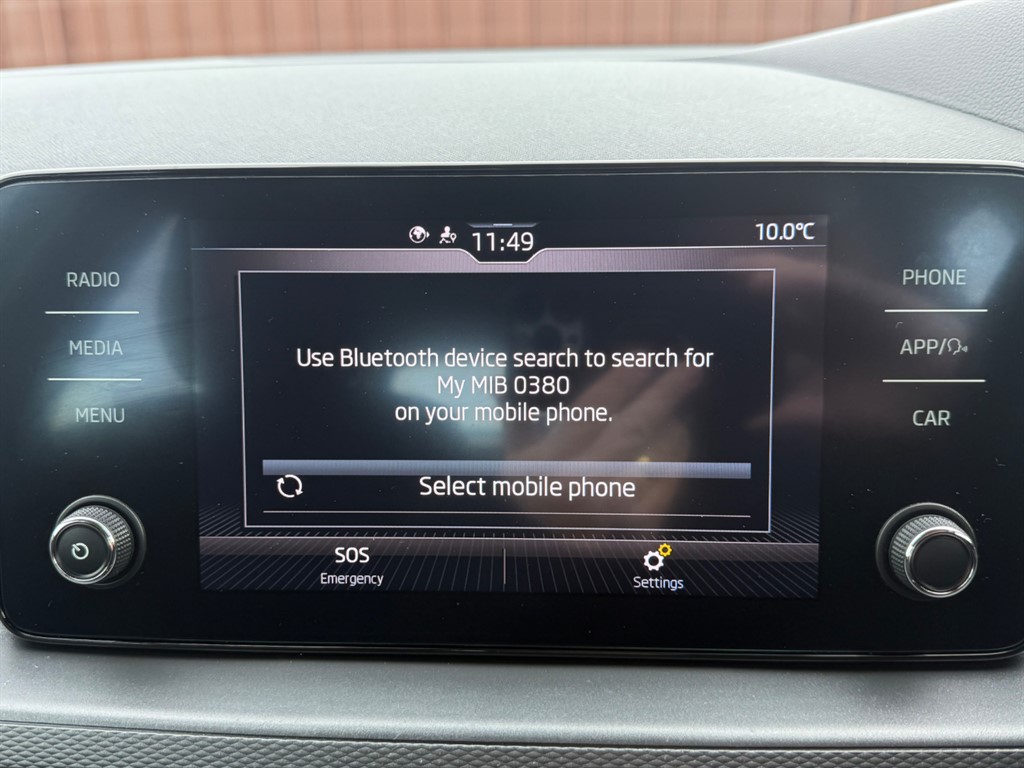 11:49
10.0°C
RADIO
MEDIA
MENU
Use Bluetooth device search to search for
My MIB 0380
on your mobile phone.
Select mobile phone
SOS
Emergency
Settings
PHONE
APP/
CAR